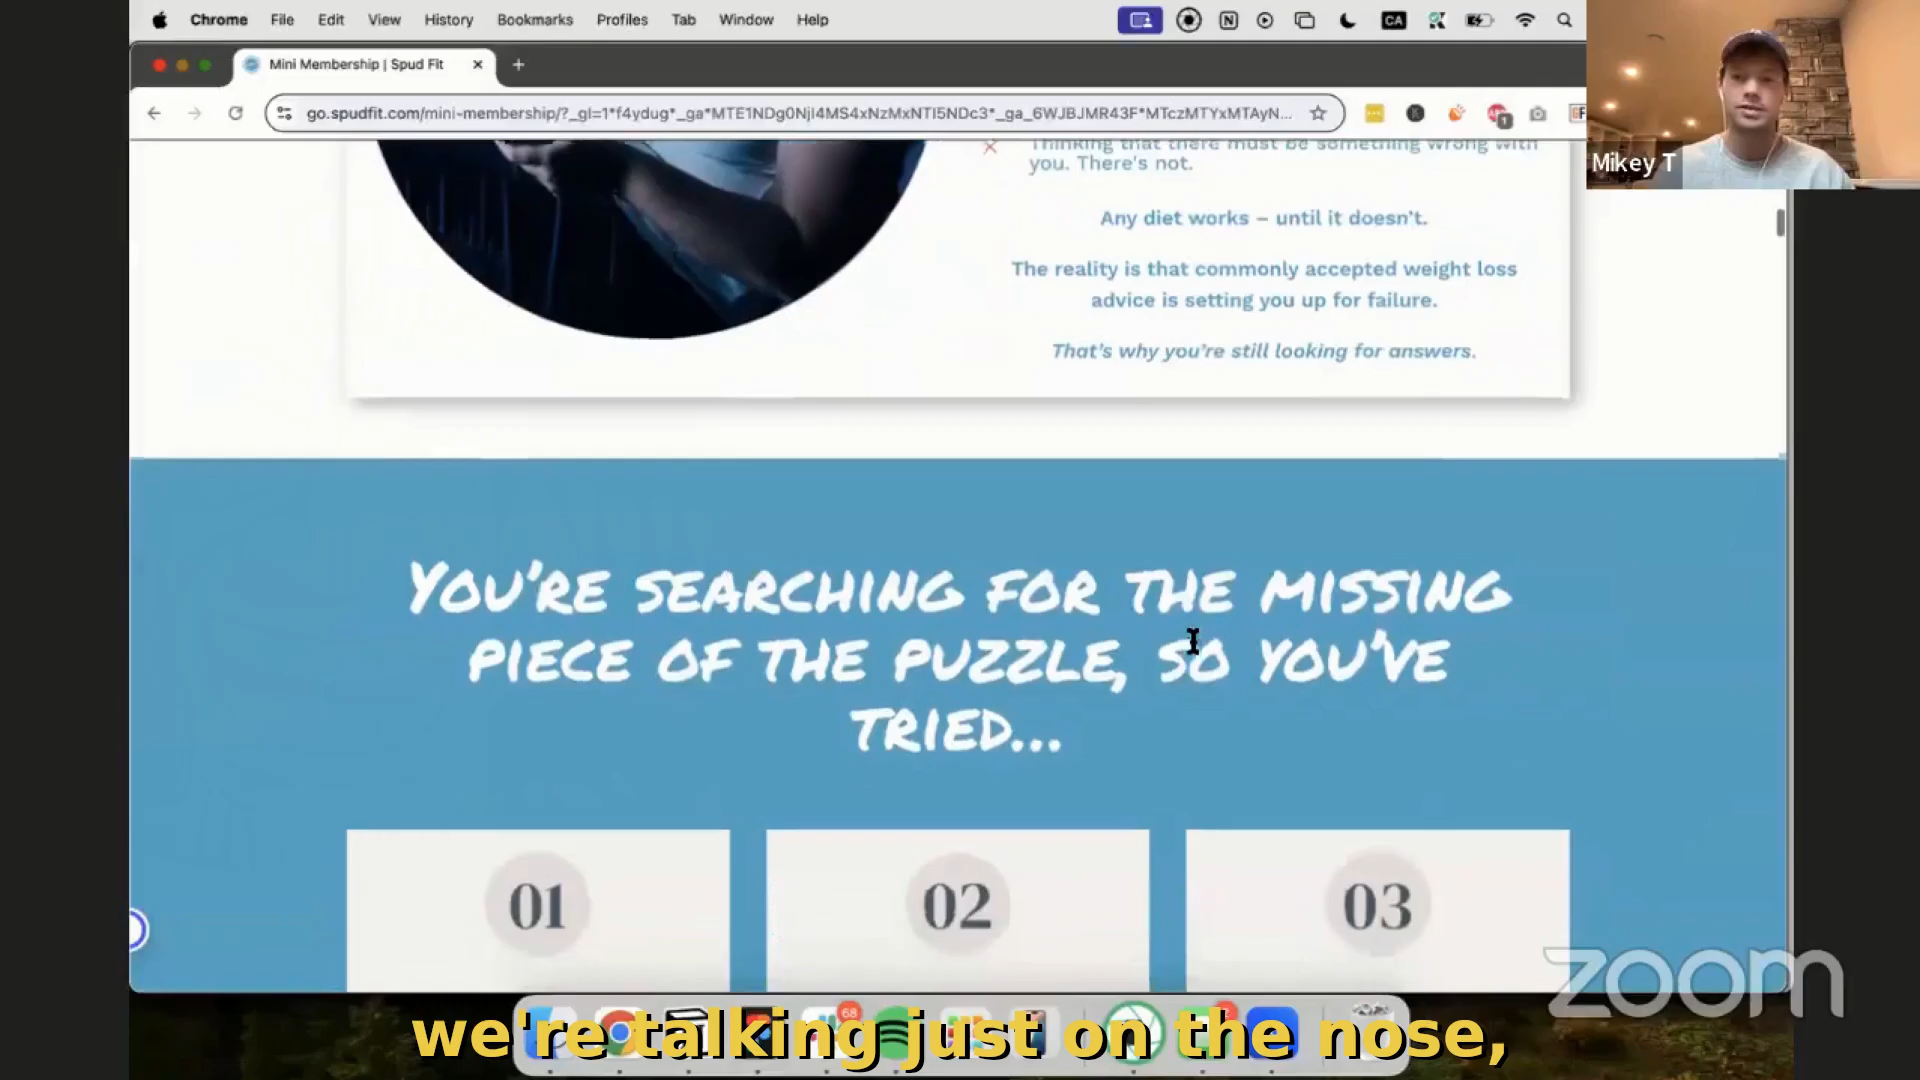 Chrome File Edit View History Bookmarks Profiles Tab Window Help
CA
Mini Membership | Spud Fit
go.spudfit.com/mini-membership/?_gl=1*f4ydug*_ga*MTE1NDg0NjI4MS4xNzMxNTI5NDc3*_ga_6WJBJMR43F*MTczMTYxMTAyN...
Mikey T
Thinking that there must be something wrong with
you. There's not.
Any diet works – until it doesn't.
The reality is that commonly accepted weight loss
advice is setting you up for failure.
That's why you're still looking for answers.
You're searching for the missing
piece of the puzzle, so you've
tried...
01 02 03
zoom
68
we're talking just on the nose,